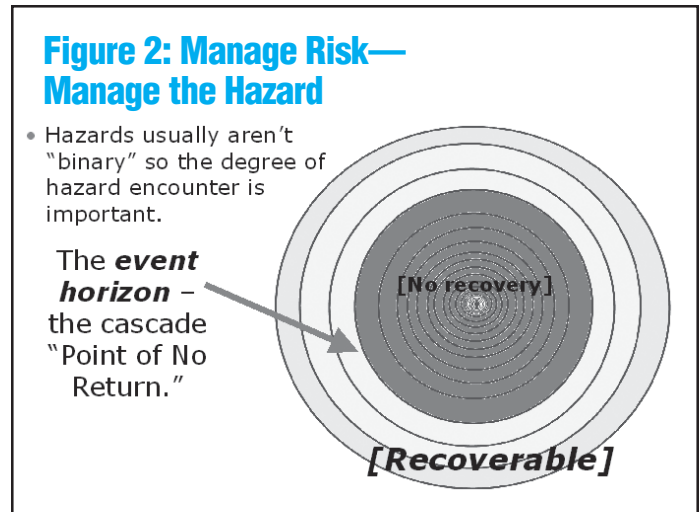 Figure 2: Manage Risk—
Manage the Hazard
• Hazards usually aren’t
“binary” so the degree of
hazard encounter is
important.
The event
horizon –
the cascade
“Point of No
Return.”
[No recovery]
[Recoverable]